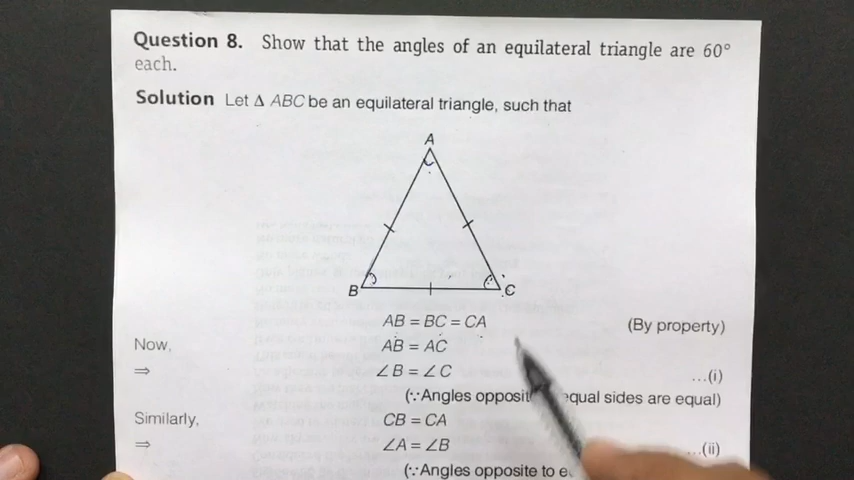 Question 8. Show that the angles of an equilateral triangle are 60°
each.
Solution Let Δ ABC be an equilateral triangle, such that
A
B C
AB = BC = CA (By property)
Now, AB = AC
⇒ ∠B = ∠C ...(i)
(∵Angles opposit equal sides are equal)
Similarly, CB = CA
⇒ ∠A = ∠B ...(ii)
(∵Angles opposite to